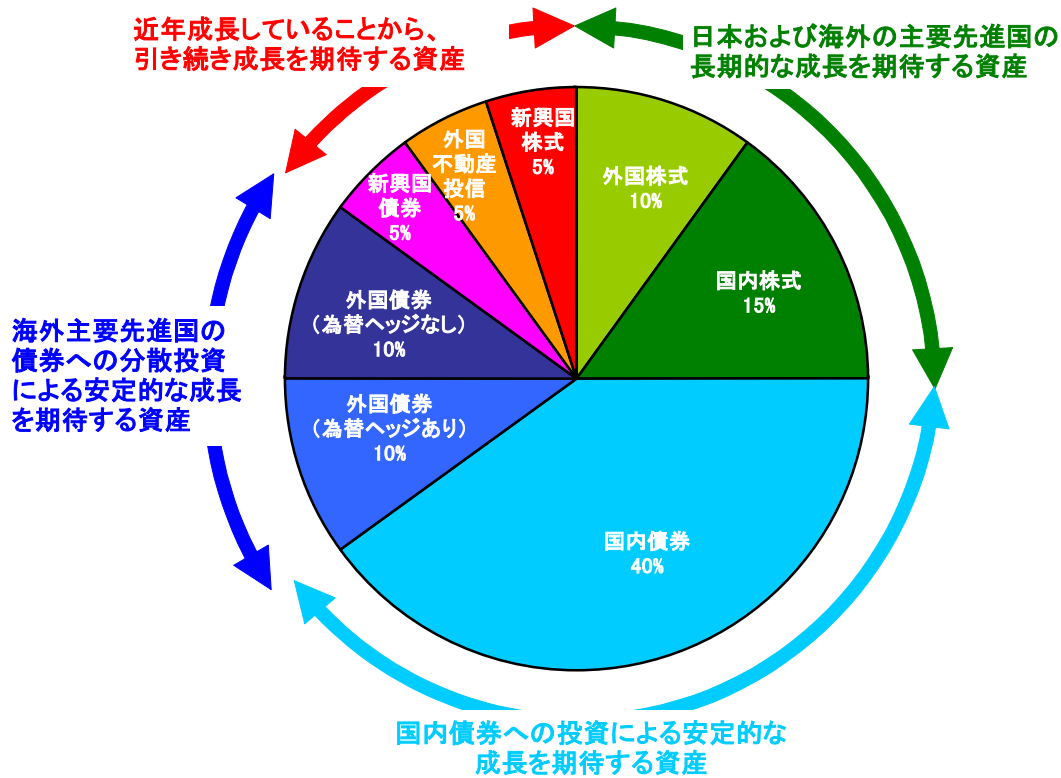 近年成長していることから、
引き続き成長を期待する資産
日本および海外の主要先進国の
長期的な成長を期待する資産
新興国
株式
5%
外国
不動産
投信
5%
新興国
債券
5%
外国株式
10%
国内株式
15%
外国債券
（為替ヘッジなし）
10%
外国債券
（為替ヘッジあり）
10%
海外主要先進国の
債券への分散投資
による安定的な成長
を期待する資産
国内債券
40%
国内債券への投資による安定的な
成長を期待する資産